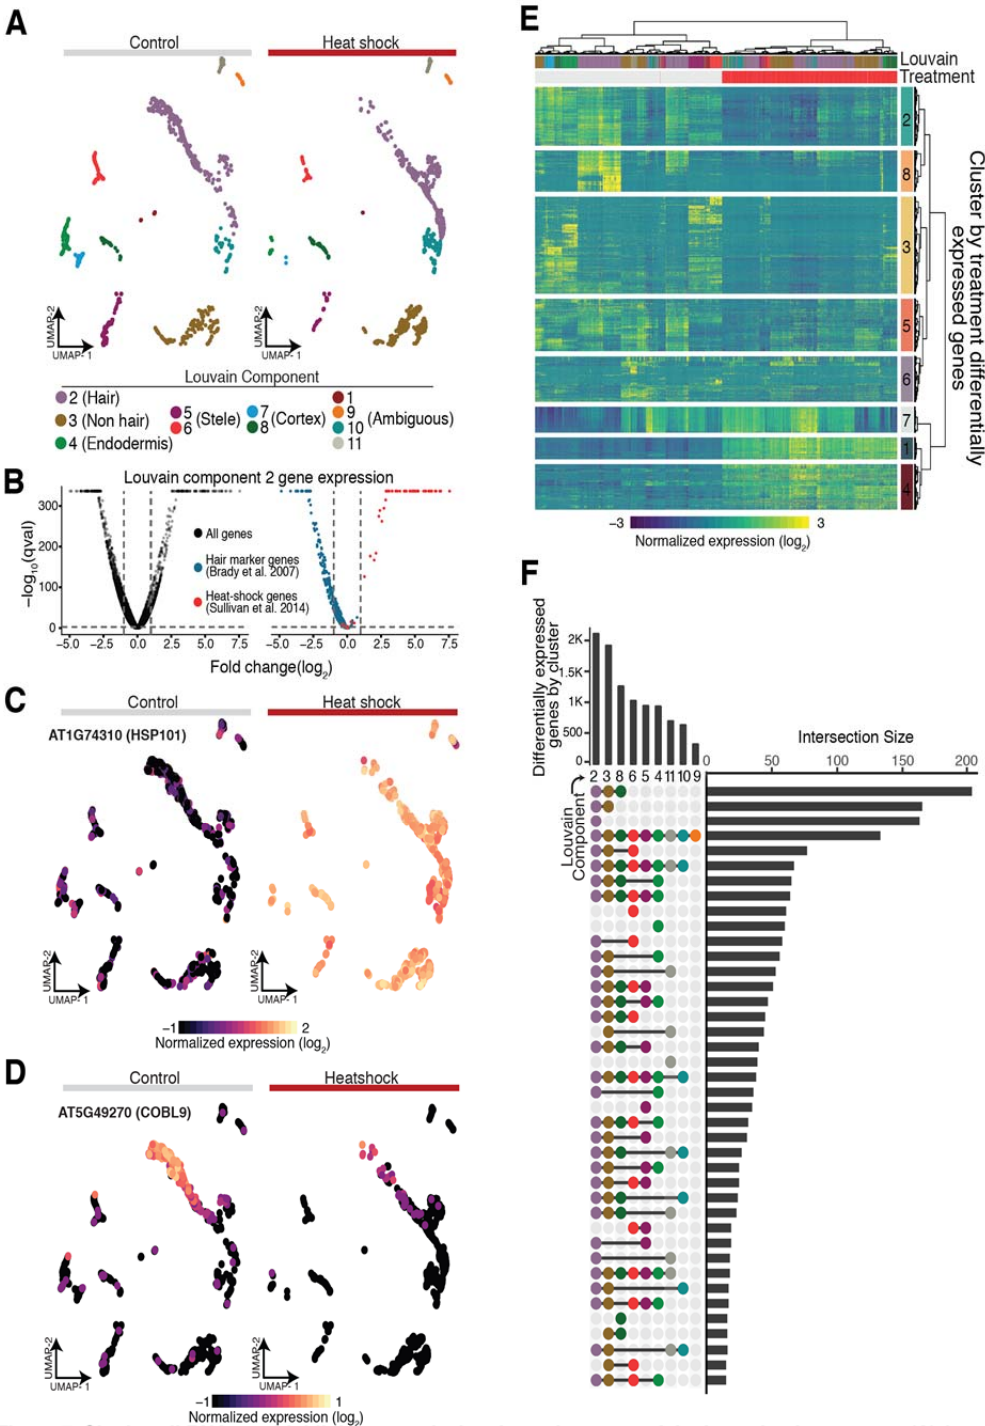 A
Control
Heat shock
UMAP-2
UMAP- 1
UMAP-2
UMAP- 1
Louvain Component
2 (Hair)
3 (Non hair)
4 (Endodermis)
5
6
(Stele)
7
8
(Cortex)
1
9
10
11
(Ambiguous)
B
Louvain component 2 gene expression
−log10(qval)
300
200
100
0
All genes
Hair marker genes
(Brady et al. 2007)
Heat-shock genes
(Sullivan et al. 2014)
−5.0 −2.5 0 2.5 5.0 7.5
−5.0 −2.5 0 2.5 5.0 7.5
Fold change(log2)
C
Control
Heat shock
AT1G74310 (HSP101)
UMAP-2
UMAP- 1
UMAP-2
UMAP- 1
−1 2
Normalized expression (log2)
D
Control
Heatshock
AT5G49270 (COBL9)
UMAP-2
UMAP- 1
UMAP-2
UMAP- 1
−1 1
Normalized expression (log2)
E
Louvain
Treatment
2
8
3
5
6
7
1
4
Cluster by treatment differentially
expressed genes
−3 3
Normalized expression (log2)
F
Differentially expressed
genes by cluster
2K
1.5K
1K
500
0
Intersection Size
0 50 100 150 200
2 3 8 6 5 4 11 10 9
Louvain
Component